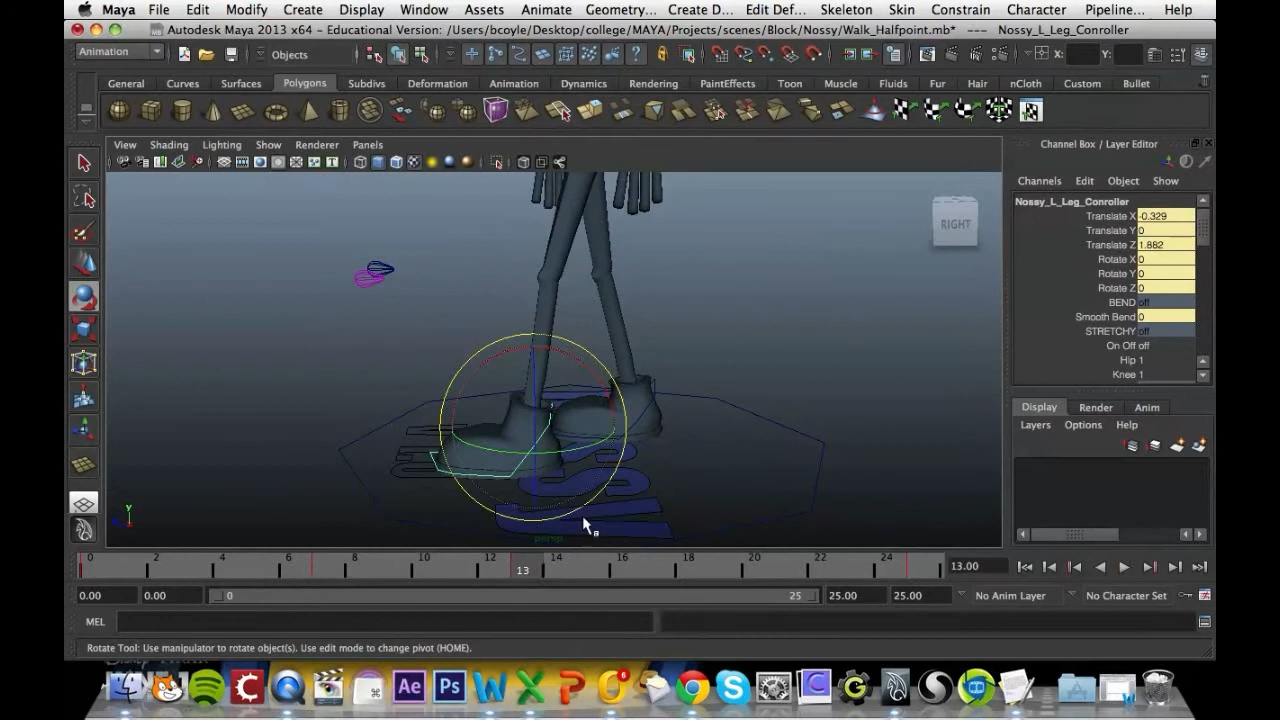 Maya File Edit Modify Create Display Window Assets Animate Geometry... Create D... Edit Def... Skeleton Skin Constrain Character Pipeline... Help
Autodesk Maya 2013 x64 - Educational Version: /Users/bcoyle/Desktop/college/MAYA/Projects/scenes/Block/Nossy/Walk_Halfpoint.mb* --- Nossy_L_Leg_Conroller
Animation Objects X: Y:
General Curves Surfaces Polygons Subdivs Deformation Animation Dynamics Rendering PaintEffects Toon Muscle Fluids Fur Hair nCloth Custom Bullet
View Shading Lighting Show Renderer Panels
Channel Box / Layer Editor
Channels Edit Object Show
Nossy_L_Leg_Conroller
Translate X -0.329
Translate Y 0
Translate Z 1.882
Rotate X 0
Rotate Y 0
Rotate Z 0
BEND off
Smooth Bend 0
STRETCHY off
On Off off
Hip 1
Knee 1
RIGHT
Display Render Anim
Layers Options Help
y
persp
0 2 4 6 8 10 12 13 14 16 18 20 22 24 13.00
0.00 0.00 0 25 25.00 25.00 No Anim Layer No Character Set
MEL
Rotate Tool: Use manipulator to rotate object(s). Use edit mode to change pivot (HOME).
Ae Ps 6